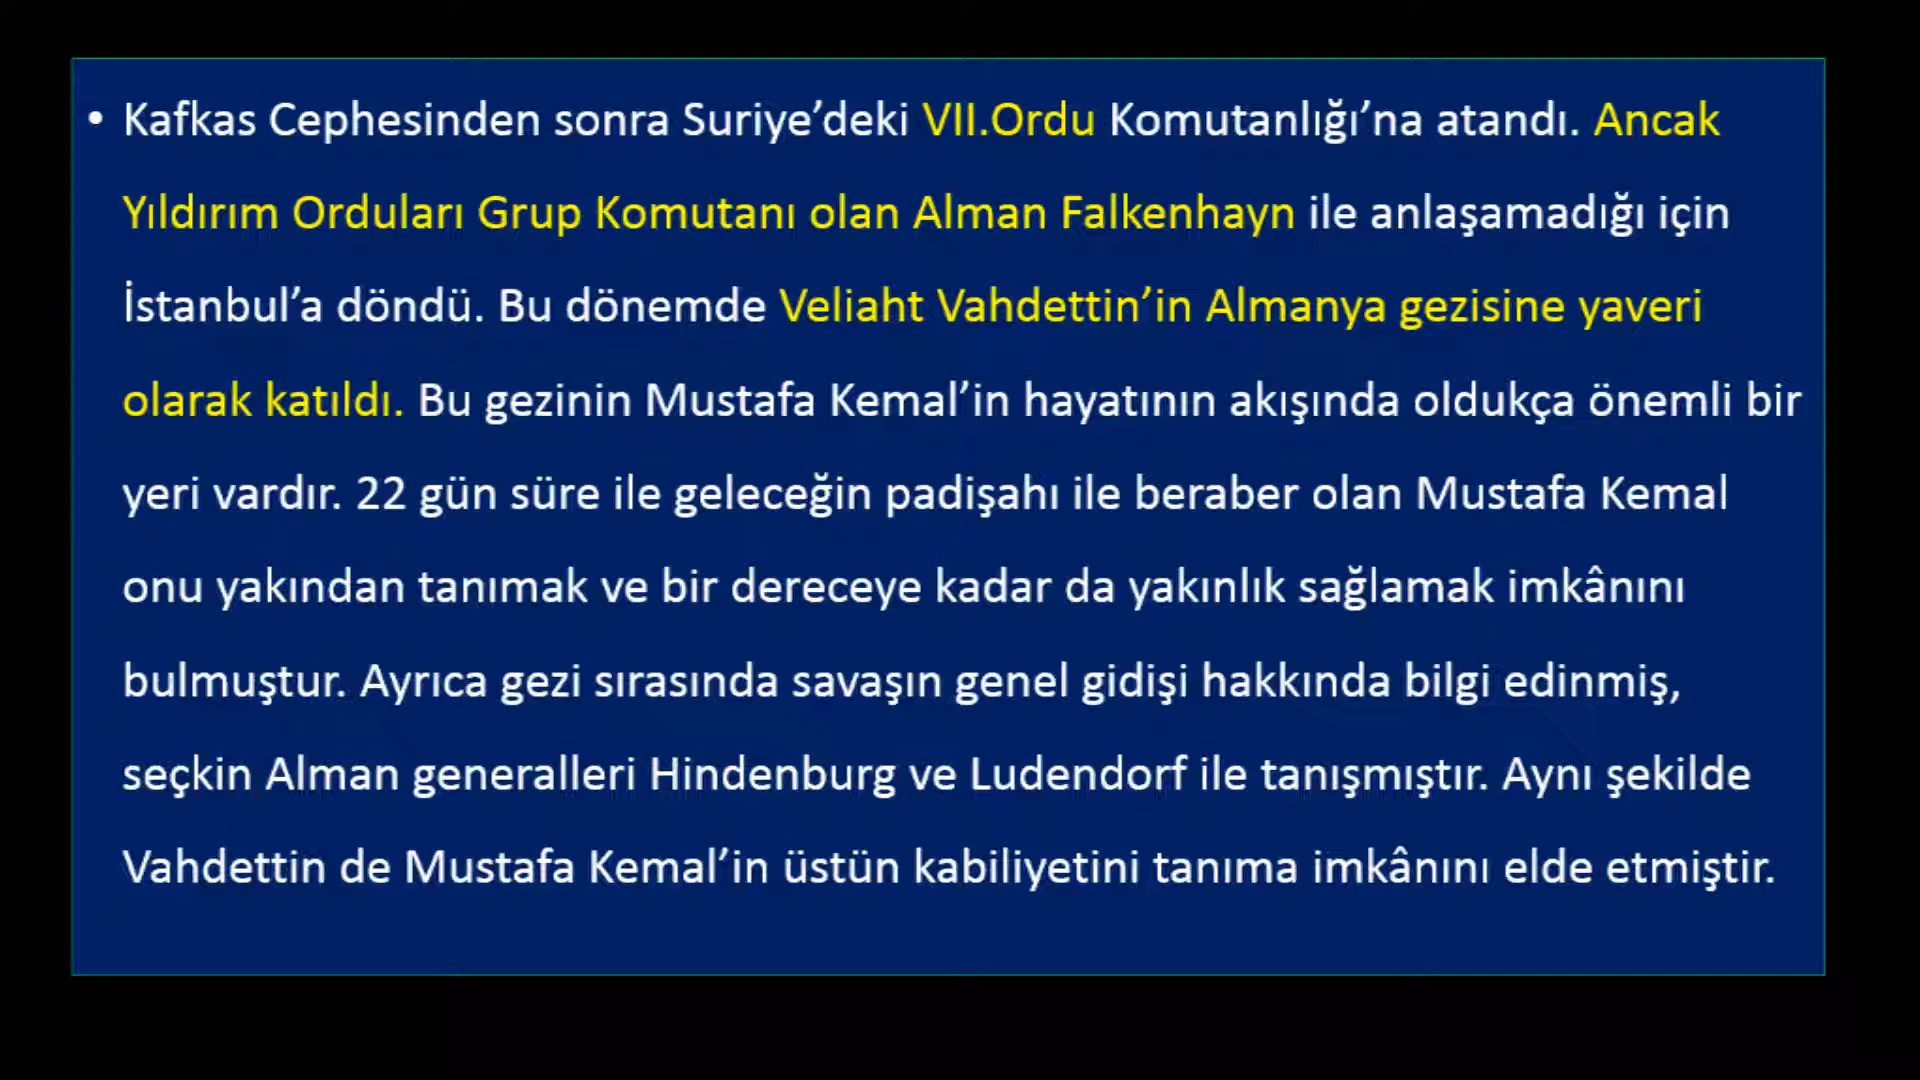 • Kafkas Cephesinden sonra Suriye’deki VII.Ordu Komutanlığı’na atandı. Ancak
Yıldırım Orduları Grup Komutanı olan Alman Falkenhayn ile anlaşamadığı için
İstanbul’a döndü. Bu dönemde Veliaht Vahdettin’in Almanya gezisine yaveri
olarak katıldı. Bu gezinin Mustafa Kemal’in hayatının akışında oldukça önemli bir
yeri vardır. 22 gün süre ile geleceğin padişahı ile beraber olan Mustafa Kemal
onu yakından tanımak ve bir dereceye kadar da yakınlık sağlamak imkânını
bulmuştur. Ayrıca gezi sırasında savaşın genel gidişi hakkında bilgi edinmiş,
seçkin Alman generalleri Hindenburg ve Ludendorf ile tanışmıştır. Aynı şekilde
Vahdettin de Mustafa Kemal’in üstün kabiliyetini tanıma imkânını elde etmiştir.